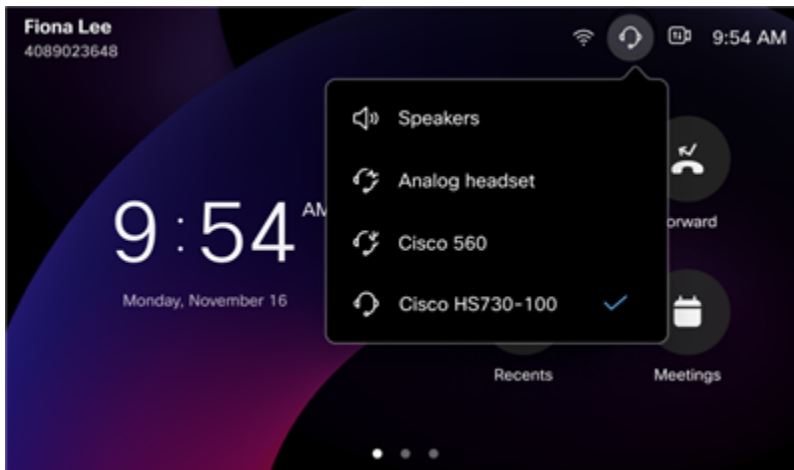 Fiona Lee
4089023648
9:54 AM
Speakers
Analog headset
Cisco 560
Cisco HS730-100
9:54 AM
Monday, November 16
orward
Recents
Meetings